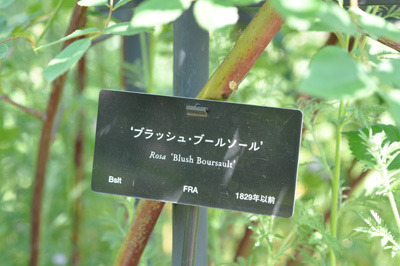 'ブラッシュ・ブールソール'
Rosa 'Blush Boursault'
Bslt
FRA
1829年以前